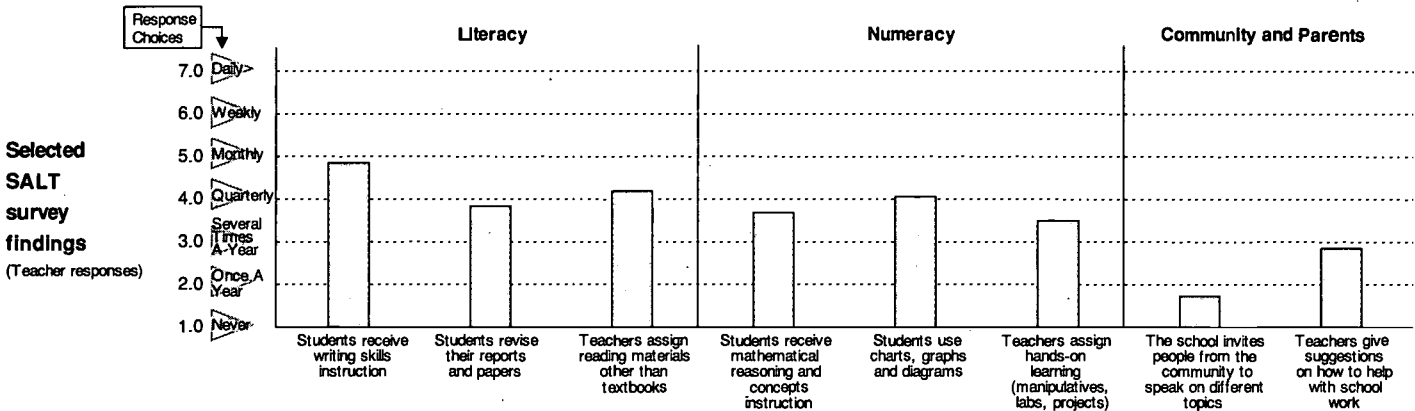 Response
Choices
Literacy
Numeracy
Community and Parents
7.0 Daily
6.0 Weekly
5.0 Monthly
4.0 Quarterly
Several
Times
3.0 A-Year
Once A
2.0 Year
1.0 Never
Selected
SALT
survey
findings
(Teacher responses)
Students receive
writing skills
instruction
Students revise
their reports
and papers
Teachers assign
reading materials
other than
textbooks
Students receive
mathematical
reasoning and
concepts
instruction
Students use
charts, graphs
and diagrams
Teachers assign
hands-on
learning
(manipulatives,
labs, projects)
The school invites
people from the
community to
speak on different
topics
Teachers give
suggestions
on how to help
with school
work